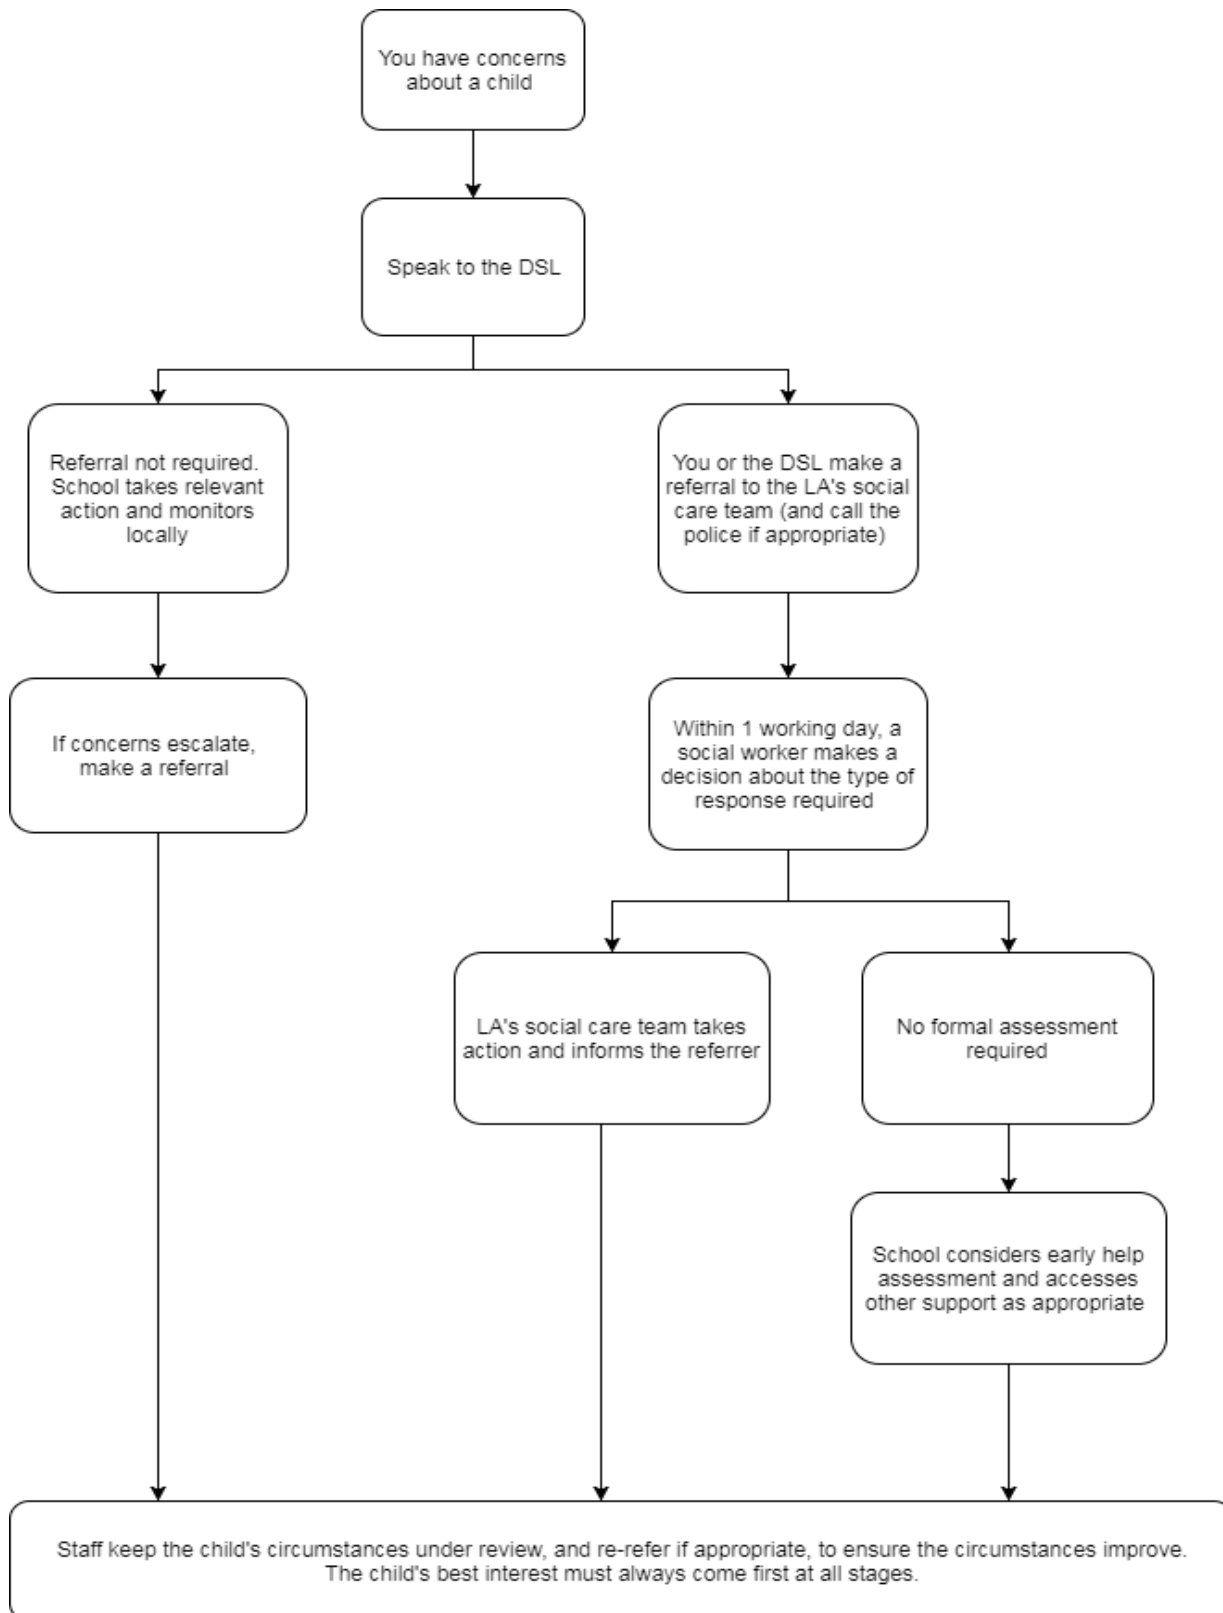 You have concerns
about a child
Speak to the DSL
Referral not required.
School takes relevant
action and monitors
locally
You or the DSL make a
referral to the LA's social
care team (and call the
police if appropriate)
If concerns escalate,
make a referral
Within 1 working day, a
social worker makes a
decision about the type of
response required
LA's social care team takes
action and informs the referrer
No formal assessment
required
School considers early help
assessment and accesses
other support as appropriate
Staff keep the child's circumstances under review, and re-refer if appropriate, to ensure the circumstances improve.
The child's best interest must always come first at all stages.